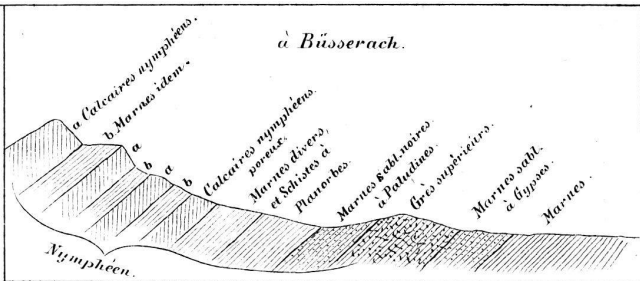 à Büsserach.
a Calcaires nymphéens.
b Marnes idem.
a
b
a
b
Calcaires nymphéens
poreux.
Marnes divers,
et Schistes à
Planorbes.
Marnes sabl. noires
à Paludines.
Grès supérieurs.
Marnes sabl.
à Gypses.
Marnes.
Nymphéen.